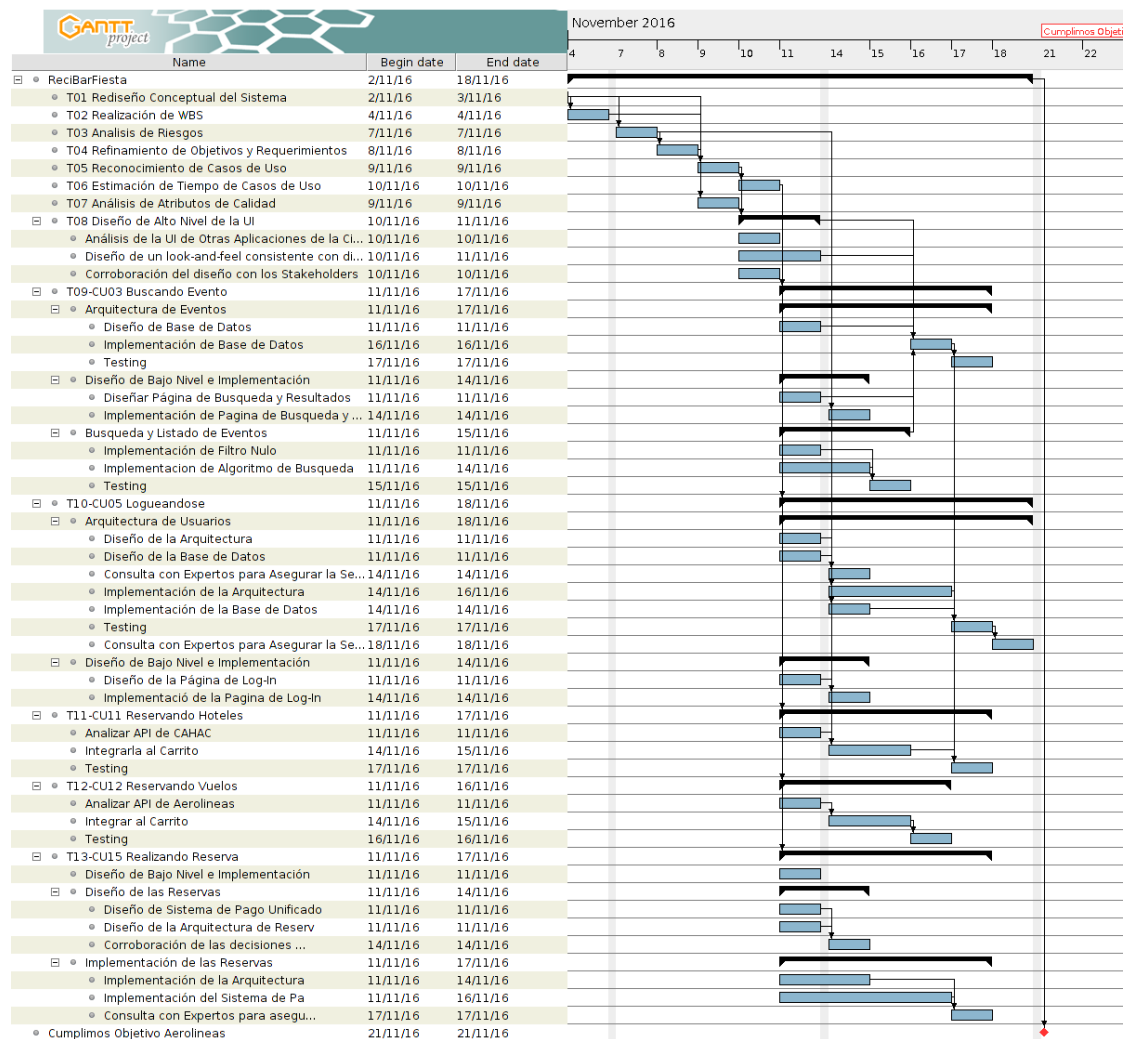 GANTT
project
November 2016
Cumplimos Objeti
4 7 8 9 10 11 14 15 16 17 18 21 22
Name Begin date End date
ReciBarFiesta 2/11/16 18/11/16
T01 Rediseño Conceptual del Sistema 2/11/16 3/11/16
T02 Realización de WBS 4/11/16 4/11/16
T03 Analisis de Riesgos 7/11/16 7/11/16
T04 Refinamiento de Objetivos y Requerimientos 8/11/16 8/11/16
T05 Reconocimiento de Casos de Uso 9/11/16 9/11/16
T06 Estimación de Tiempo de Casos de Uso 10/11/16 10/11/16
T07 Análisis de Atributos de Calidad 9/11/16 9/11/16
T08 Diseño de Alto Nivel de la UI 10/11/16 11/11/16
Análisis de la UI de Otras Aplicaciones de la Ci... 10/11/16 10/11/16
Diseño de un look-and-feel consistente con di... 10/11/16 11/11/16
Corroboración del diseño con los Stakeholders 10/11/16 10/11/16
T09-CU03 Buscando Evento 11/11/16 17/11/16
Arquitectura de Eventos 11/11/16 17/11/16
Diseño de Base de Datos 11/11/16 11/11/16
Implementación de Base de Datos 16/11/16 16/11/16
Testing 17/11/16 17/11/16
Diseño de Bajo Nivel e Implementación 11/11/16 14/11/16
Diseñar Página de Busqueda y Resultados 11/11/16 11/11/16
Implementación de Pagina de Busqueda y ... 14/11/16 14/11/16
Busqueda y Listado de Eventos 11/11/16 15/11/16
Implementación de Filtro Nulo 11/11/16 11/11/16
Implementacion de Algoritmo de Busqueda 11/11/16 14/11/16
Testing 15/11/16 15/11/16
T10-CU05 Logueandose 11/11/16 18/11/16
Arquitectura de Usuarios 11/11/16 18/11/16
Diseño de la Arquitectura 11/11/16 11/11/16
Diseño de la Base de Datos 11/11/16 11/11/16
Consulta con Expertos para Asegurar la Se... 14/11/16 14/11/16
Implementación de la Arquitectura 14/11/16 16/11/16
Implementación de la Base de Datos 14/11/16 14/11/16
Testing 17/11/16 17/11/16
Consulta con Expertos para Asegurar la Se... 18/11/16 18/11/16
Diseño de Bajo Nivel e Implementación 11/11/16 14/11/16
Diseño de la Página de Log-In 11/11/16 11/11/16
Implementació de la Pagina de Log-In 14/11/16 14/11/16
T11-CU11 Reservando Hoteles 11/11/16 17/11/16
Analizar API de CAHAC 11/11/16 11/11/16
Integrarla al Carrito 14/11/16 15/11/16
Testing 17/11/16 17/11/16
T12-CU12 Reservando Vuelos 11/11/16 16/11/16
Analizar API de Aerolineas 11/11/16 11/11/16
Integrar al Carrito 14/11/16 15/11/16
Testing 16/11/16 16/11/16
T13-CU15 Realizando Reserva 11/11/16 17/11/16
Diseño de Bajo Nivel e Implementación 11/11/16 11/11/16
Diseño de las Reservas 11/11/16 14/11/16
Diseño de Sistema de Pago Unificado 11/11/16 11/11/16
Diseño de la Arquitectura de Reserv 11/11/16 11/11/16
Corroboración de las decisiones ... 14/11/16 14/11/16
Implementación de las Reservas 11/11/16 17/11/16
Implementación de la Arquitectura 11/11/16 14/11/16
Implementación del Sistema de Pa 11/11/16 16/11/16
Consulta con Expertos para asegu... 17/11/16 17/11/16
Cumplimos Objetivo Aerolineas 21/11/16 21/11/16